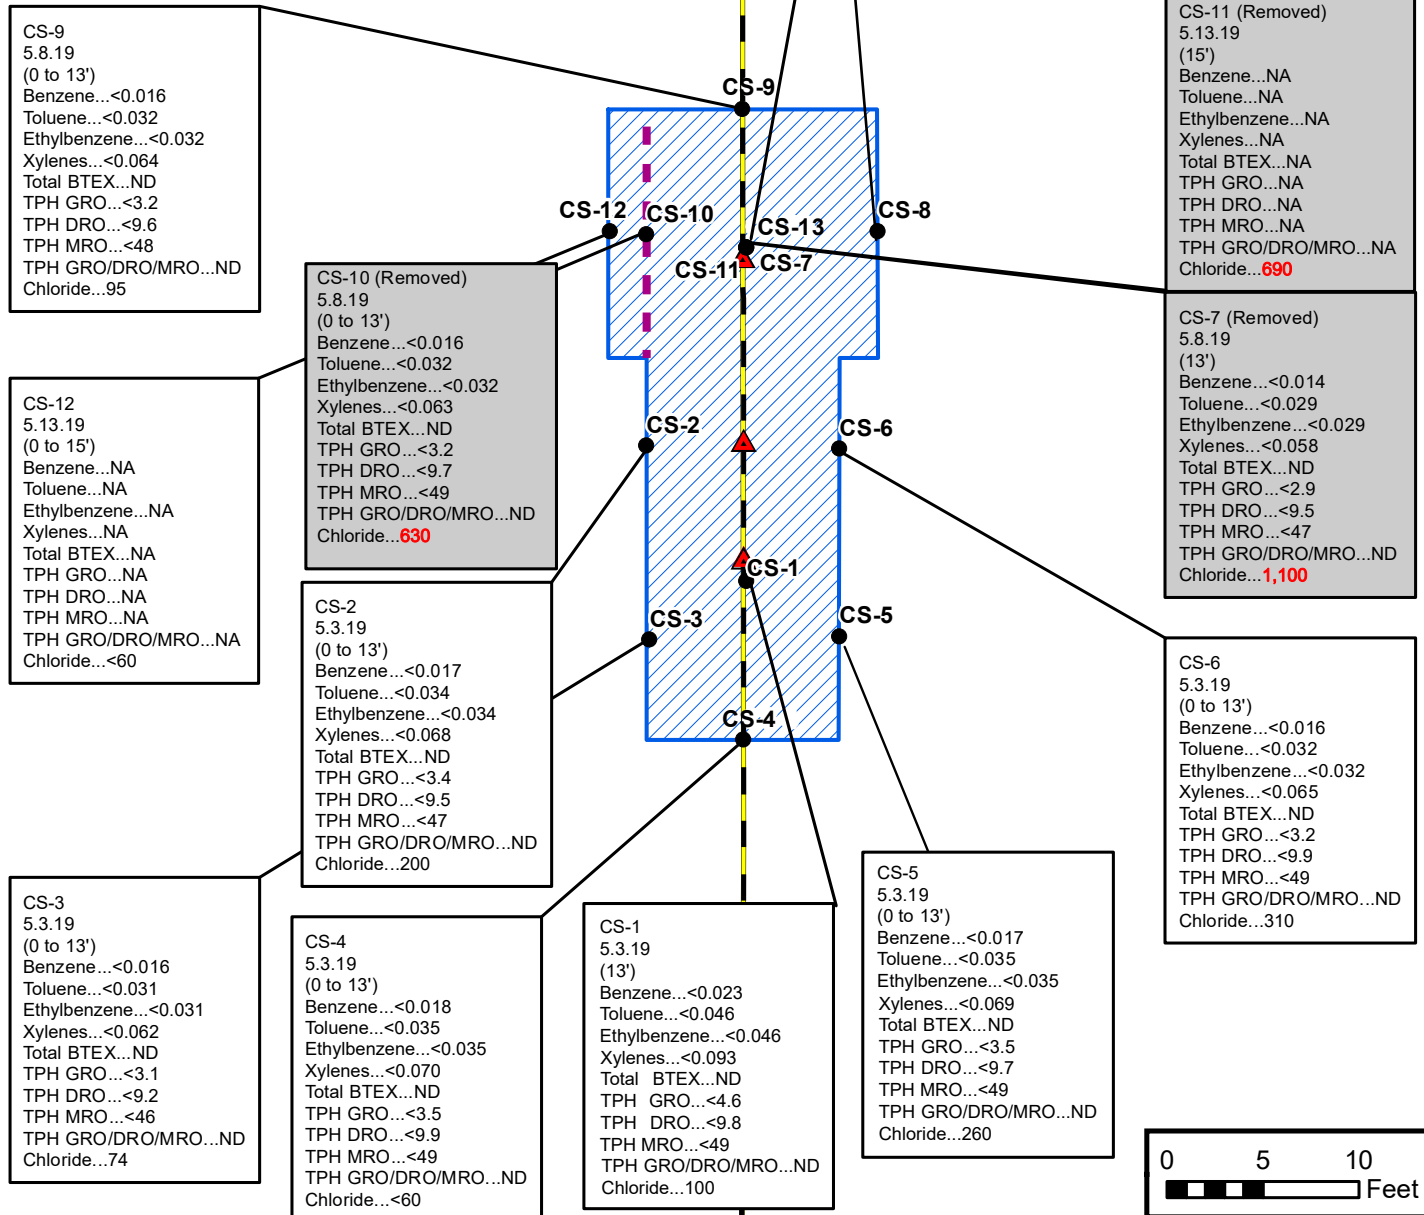 CS-9
5.8.19
(0 to 13')
Benzene...<0.016
Toluene...<0.032
Ethylbenzene...<0.032
Xylenes...<0.064
Total BTEX...ND
TPH GRO...<3.2
TPH DRO...<9.6
TPH MRO...<48
TPH GRO/DRO/MRO...ND
Chloride...95
CS-11 (Removed)
5.13.19
(15')
Benzene...NA
Toluene...NA
Ethylbenzene...NA
Xylenes...NA
Total BTEX...NA
TPH GRO...NA
TPH DRO...NA
TPH MRO...NA
TPH GRO/DRO/MRO...NA
Chloride...690
CS-9
CS-12
CS-10
CS-13
CS-8
CS-11
CS-7
CS-2
CS-6
CS-1
CS-3
CS-5
CS-4
CS-10 (Removed)
5.8.19
(0 to 13')
Benzene...<0.016
Toluene...<0.032
Ethylbenzene...<0.032
Xylenes...<0.063
Total BTEX...ND
TPH GRO...<3.2
TPH DRO...<9.7
TPH MRO...<49
TPH GRO/DRO/MRO...ND
Chloride...630
CS-7 (Removed)
5.8.19
(13')
Benzene...<0.014
Toluene...<0.029
Ethylbenzene...<0.029
Xylenes...<0.058
Total BTEX...ND
TPH GRO...<2.9
TPH DRO...<9.5
TPH MRO...<47
TPH GRO/DRO/MRO...ND
Chloride...1,100
CS-12
5.13.19
(0 to 15')
Benzene...NA
Toluene...NA
Ethylbenzene...NA
Xylenes...NA
Total BTEX...NA
TPH GRO...NA
TPH DRO...NA
TPH MRO...NA
TPH GRO/DRO/MRO...NA
Chloride...<60
CS-2
5.3.19
(0 to 13')
Benzene...<0.017
Toluene...<0.034
Ethylbenzene...<0.034
Xylenes...<0.068
Total BTEX...ND
TPH GRO...<3.4
TPH DRO...<9.5
TPH MRO...<47
TPH GRO/DRO/MRO...ND
Chloride...200
CS-6
5.3.19
(0 to 13')
Benzene...<0.016
Toluene...<0.032
Ethylbenzene...<0.032
Xylenes...<0.065
Total BTEX...ND
TPH GRO...<3.2
TPH DRO...<9.9
TPH MRO...<49
TPH GRO/DRO/MRO...ND
Chloride...310
CS-3
5.3.19
(0 to 13')
Benzene...<0.016
Toluene...<0.031
Ethylbenzene...<0.031
Xylenes...<0.062
Total BTEX...ND
TPH GRO...<3.1
TPH DRO...<9.2
TPH MRO...<46
TPH GRO/DRO/MRO...ND
Chloride...74
CS-4
5.3.19
(0 to 13')
Benzene...<0.018
Toluene...<0.035
Ethylbenzene...<0.035
Xylenes...<0.070
Total BTEX...ND
TPH GRO...<3.5
TPH DRO...<9.9
TPH MRO...<49
TPH GRO/DRO/MRO...ND
Chloride...<60
CS-1
5.3.19
(13')
Benzene...<0.023
Toluene...<0.046
Ethylbenzene...<0.046
Xylenes...<0.093
Total BTEX...ND
TPH GRO...<4.6
TPH DRO...<9.8
TPH MRO...<49
TPH GRO/DRO/MRO...ND
Chloride...100
CS-5
5.3.19
(0 to 13')
Benzene...<0.017
Toluene...<0.035
Ethylbenzene...<0.035
Xylenes...<0.069
Total BTEX...ND
TPH GRO...<3.5
TPH DRO...<9.7
TPH MRO...<49
TPH GRO/DRO/MRO...ND
Chloride...260
0 5 10
Feet